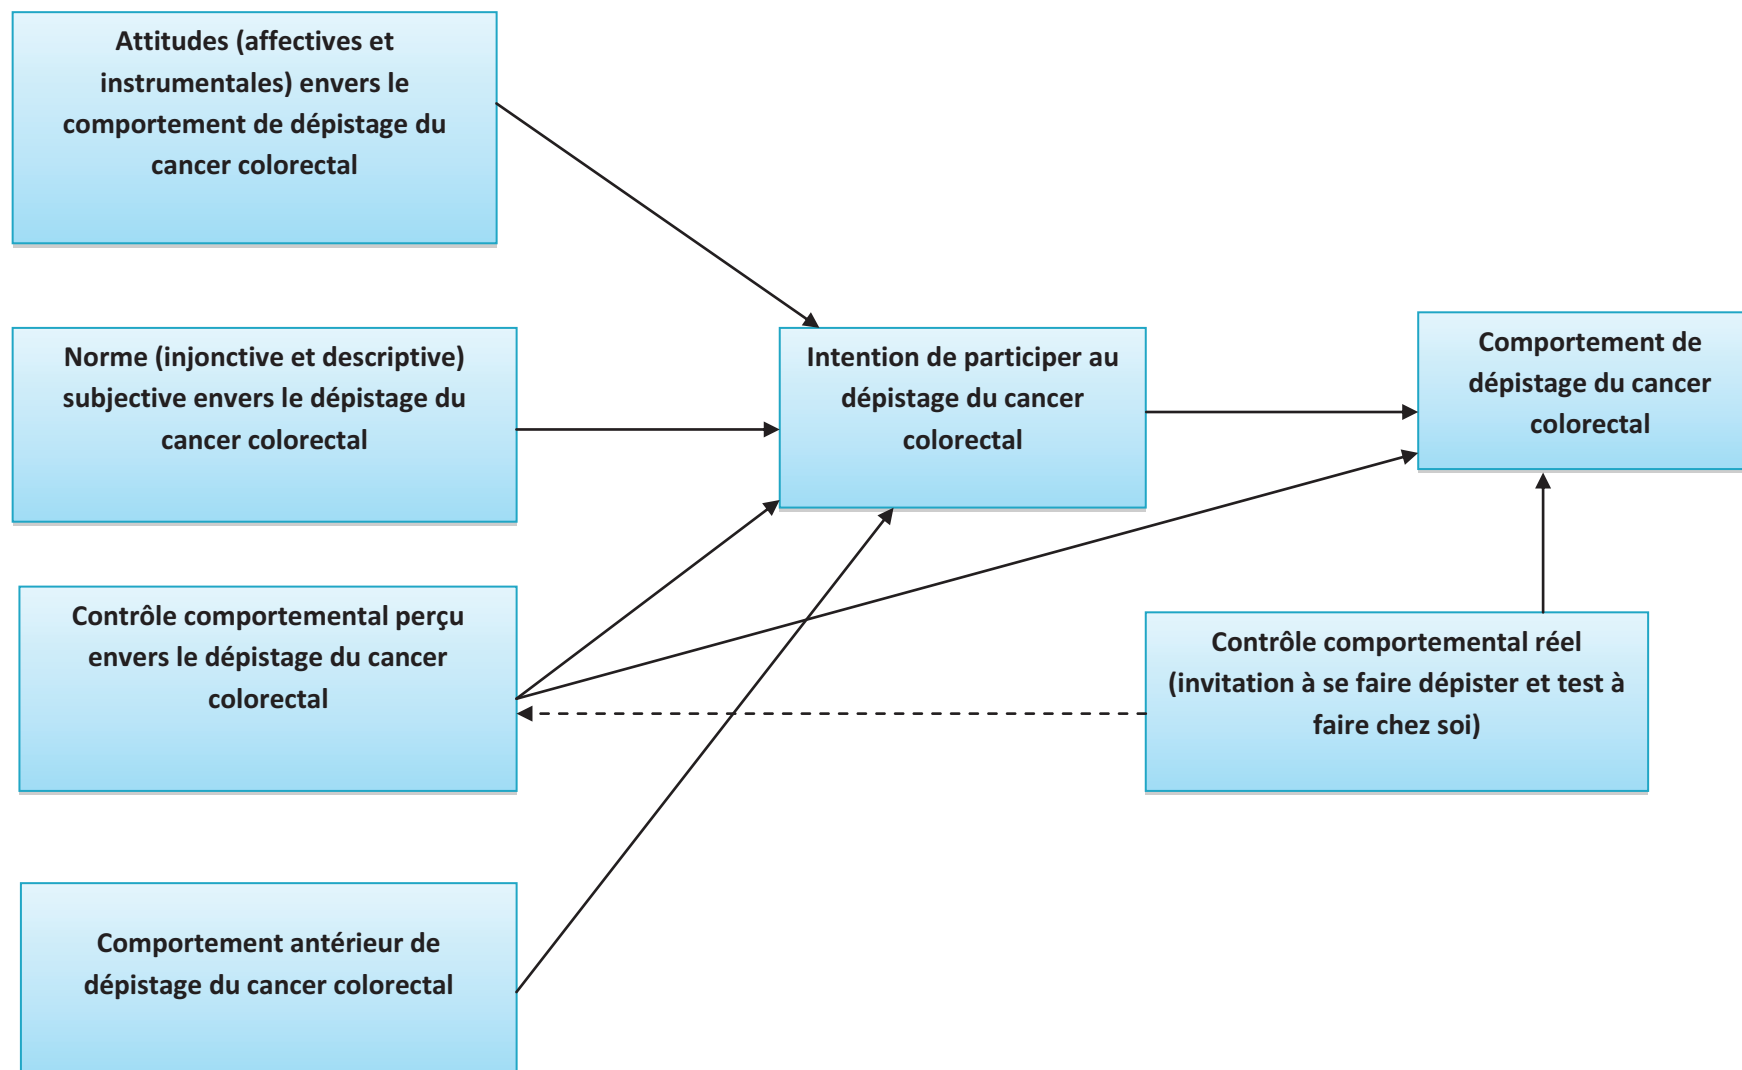 Attitudes (affectives et
instrumentales) envers le
comportement de dépistage du
cancer colorectal
Norme (injonctive et descriptive)
subjective envers le dépistage du
cancer colorectal
Intention de participer au
dépistage du cancer
colorectal
Comportement de
dépistage du cancer
colorectal
Contrôle comportemental perçu
envers le dépistage du cancer
colorectal
Contrôle comportemental réel
(invitation à se faire dépister et test à
faire chez soi)
Comportement antérieur de
dépistage du cancer colorectal